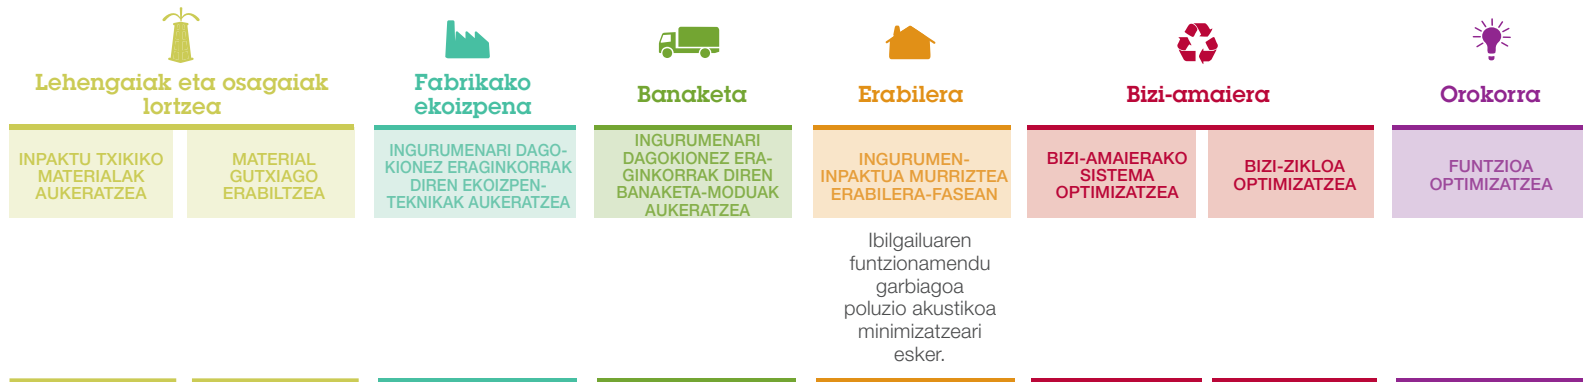 Lehengaiak eta osagaiak
lortzea
Fabrikako
ekoizpena
Banaketa
Erabilera
Bizi-amaiera
Orokorra
INPAKTU TXIKIKO
MATERIALAK
AUKERATZEA
MATERIAL
GUTXIAGO
ERABILTZEA
INGURUMENARI DAGO-
KIONEZ ERAGINKORRAK
DIREN EKOIZPEN-
TEKNIKAK AUKERATZEA
INGURUMENARI
DAGOKIONEZ ERA-
GINKORRAK DIREN
BANAKETA-MODUAK
AUKERATZEA
INGURUMEN-
INPAKTUA MURRIZTEA
ERABILERA-FASEAN
BIZI-AMAIERAKO
SISTEMA
OPTIMIZATZEA
BIZI-ZIKLOA
OPTIMIZATZEA
FUNTZIOA
OPTIMIZATZEA
Ibilgailuaren
funtzionamendu
garbiagoa
poluzio akustikoa
minimizatzeari
esker.